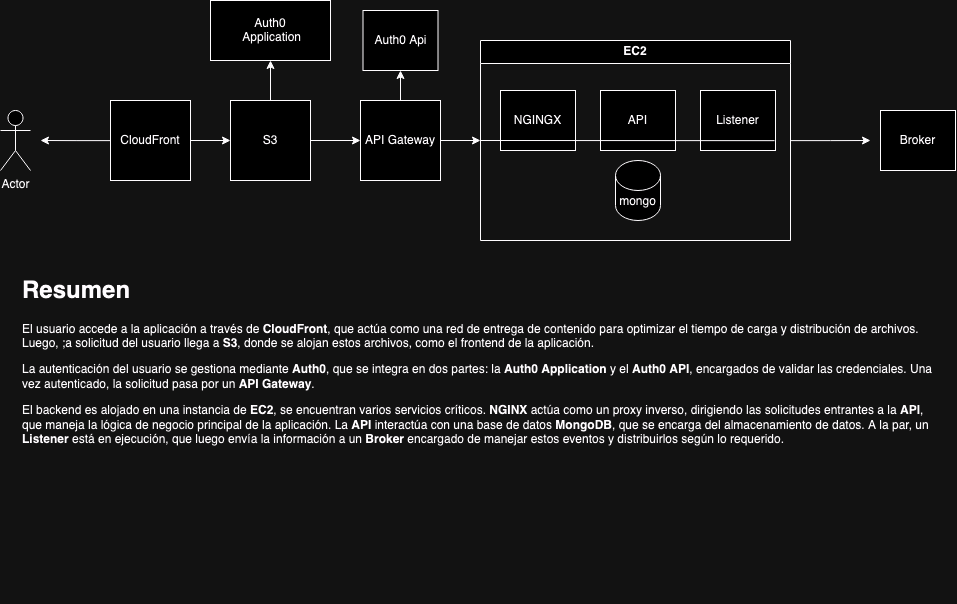 Auth0
Application
Auth0 Api
EC2
CloudFront
S3
API Gateway
NGINGX
API
Listener
Broker
Actor
mongo
Resumen
El usuario accede a la aplicación a través de CloudFront, que actúa como una red de entrega de contenido para optimizar el tiempo de carga y distribución de archivos.
Luego, ;a solicitud del usuario llega a S3, donde se alojan estos archivos, como el frontend de la aplicación.
La autenticación del usuario se gestiona mediante Auth0, que se integra en dos partes: la Auth0 Application y el Auth0 API, encargados de validar las credenciales. Una
vez autenticado, la solicitud pasa por un API Gateway.
El backend es alojado en una instancia de EC2, se encuentran varios servicios críticos. NGINX actúa como un proxy inverso, dirigiendo las solicitudes entrantes a la API,
que maneja la lógica de negocio principal de la aplicación. La API interactúa con una base de datos MongoDB, que se encarga del almacenamiento de datos. A la par, un
Listener está en ejecución, que luego envía la información a un Broker encargado de manejar estos eventos y distribuirlos según lo requerido.